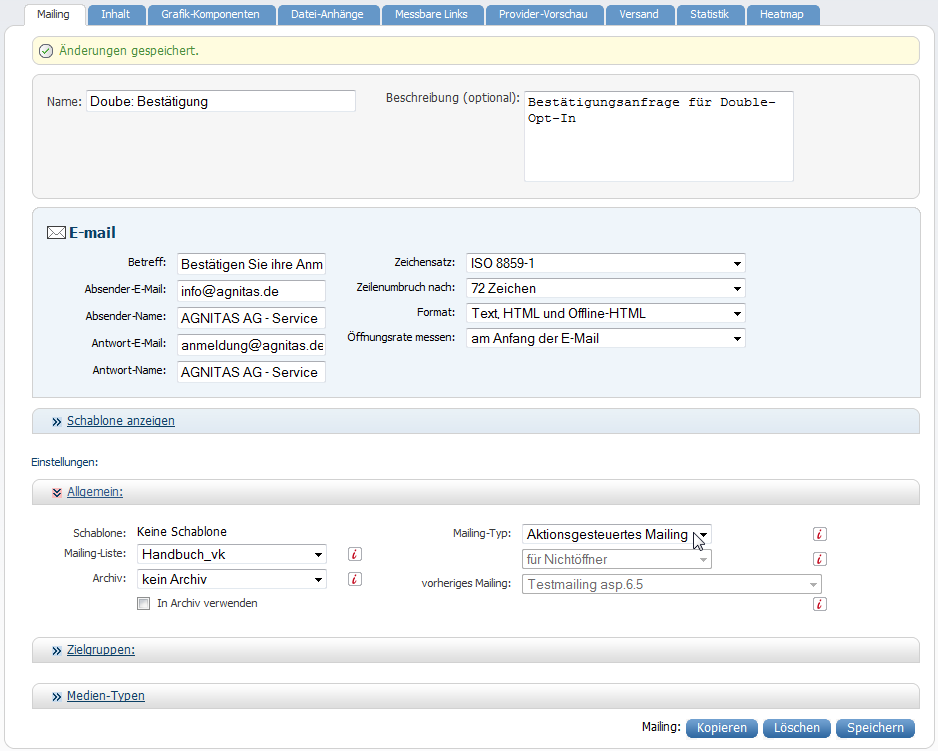 Mailing Inhalt Grafik-Komponenten Datei-Anhänge Messbare Links Provider-Vorschau Versand Statistik Heatmap
Änderungen gespeichert.
Name: Doube: Bestätigung
Beschreibung (optional): Bestätigungsanfrage für Double-
Opt-In
E-mail
Betreff: Bestätigen Sie ihre Anm
Absender-E-Mail: info@agnitas.de
Absender-Name: AGNITAS AG - Service
Antwort-E-Mail: anmeldung@agnitas.de
Antwort-Name: AGNITAS AG - Service
Zeichensatz: ISO 8859-1
Zeilenumbruch nach: 72 Zeichen
Format: Text, HTML und Offline-HTML
Öffnungsrate messen: am Anfang der E-Mail
Schablone anzeigen
Einstellungen:
Allgemein:
Schablone: Keine Schablone
Mailing-Liste: Handbuch_vk
Archiv: kein Archiv
In Archiv verwenden
Mailing-Typ: Aktionsgesteuertes Mailing
für Nichtöffner
vorheriges Mailing: Testmailing asp.6.5
Zielgruppen:
Medien-Typen
Mailing: Kopieren Löschen Speichern